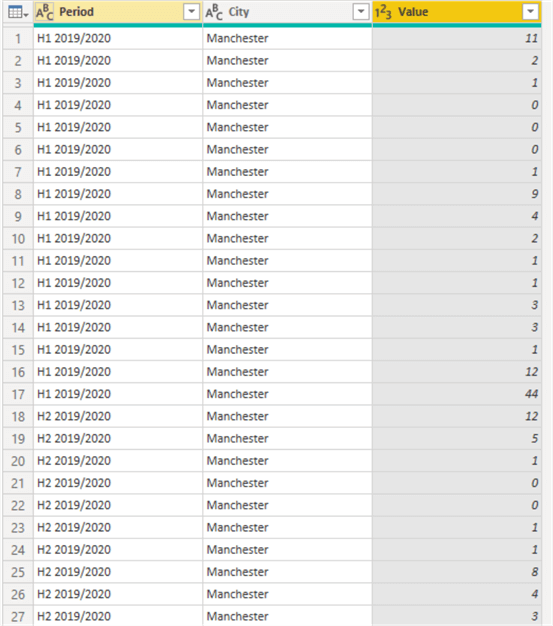 ABC Period ABC City 123 Value
1 H1 2019/2020 Manchester 11
2 H1 2019/2020 Manchester 2
3 H1 2019/2020 Manchester 1
4 H1 2019/2020 Manchester 0
5 H1 2019/2020 Manchester 0
6 H1 2019/2020 Manchester 0
7 H1 2019/2020 Manchester 1
8 H1 2019/2020 Manchester 9
9 H1 2019/2020 Manchester 4
10 H1 2019/2020 Manchester 2
11 H1 2019/2020 Manchester 1
12 H1 2019/2020 Manchester 1
13 H1 2019/2020 Manchester 3
14 H1 2019/2020 Manchester 3
15 H1 2019/2020 Manchester 1
16 H1 2019/2020 Manchester 12
17 H1 2019/2020 Manchester 44
18 H2 2019/2020 Manchester 12
19 H2 2019/2020 Manchester 5
20 H2 2019/2020 Manchester 1
21 H2 2019/2020 Manchester 0
22 H2 2019/2020 Manchester 0
23 H2 2019/2020 Manchester 1
24 H2 2019/2020 Manchester 1
25 H2 2019/2020 Manchester 8
26 H2 2019/2020 Manchester 4
27 H2 2019/2020 Manchester 3